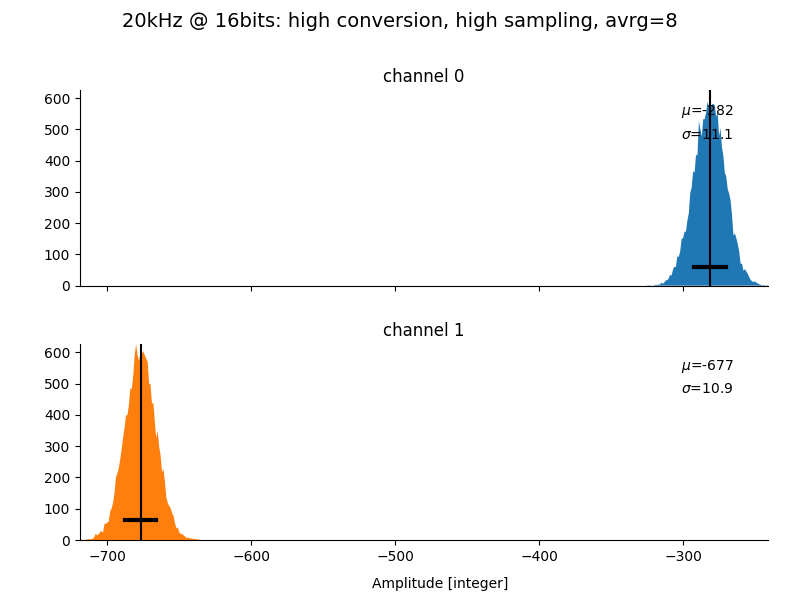 20kHz @ 16bits: high conversion, high sampling, avrg=8
channel 0
600
500
400
300
200
100
0
μ=-282
σ=11.1
channel 1
600
500
400
300
200
100
0
μ=-677
σ=10.9
−700 −600 −500 −400 −300
Amplitude [integer]